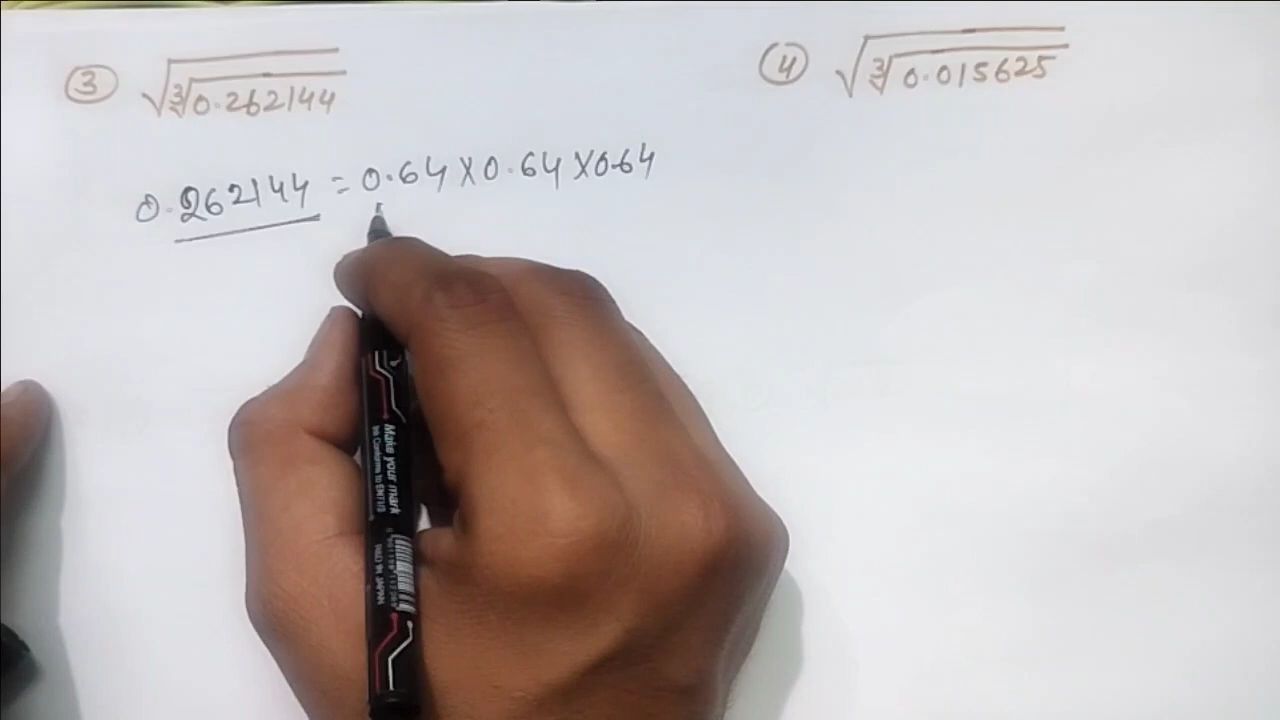 ③ √∛0.262144
④ √∛0.015625
0.262144 = 0.64 X 0.64 X 0.64
Make your mark